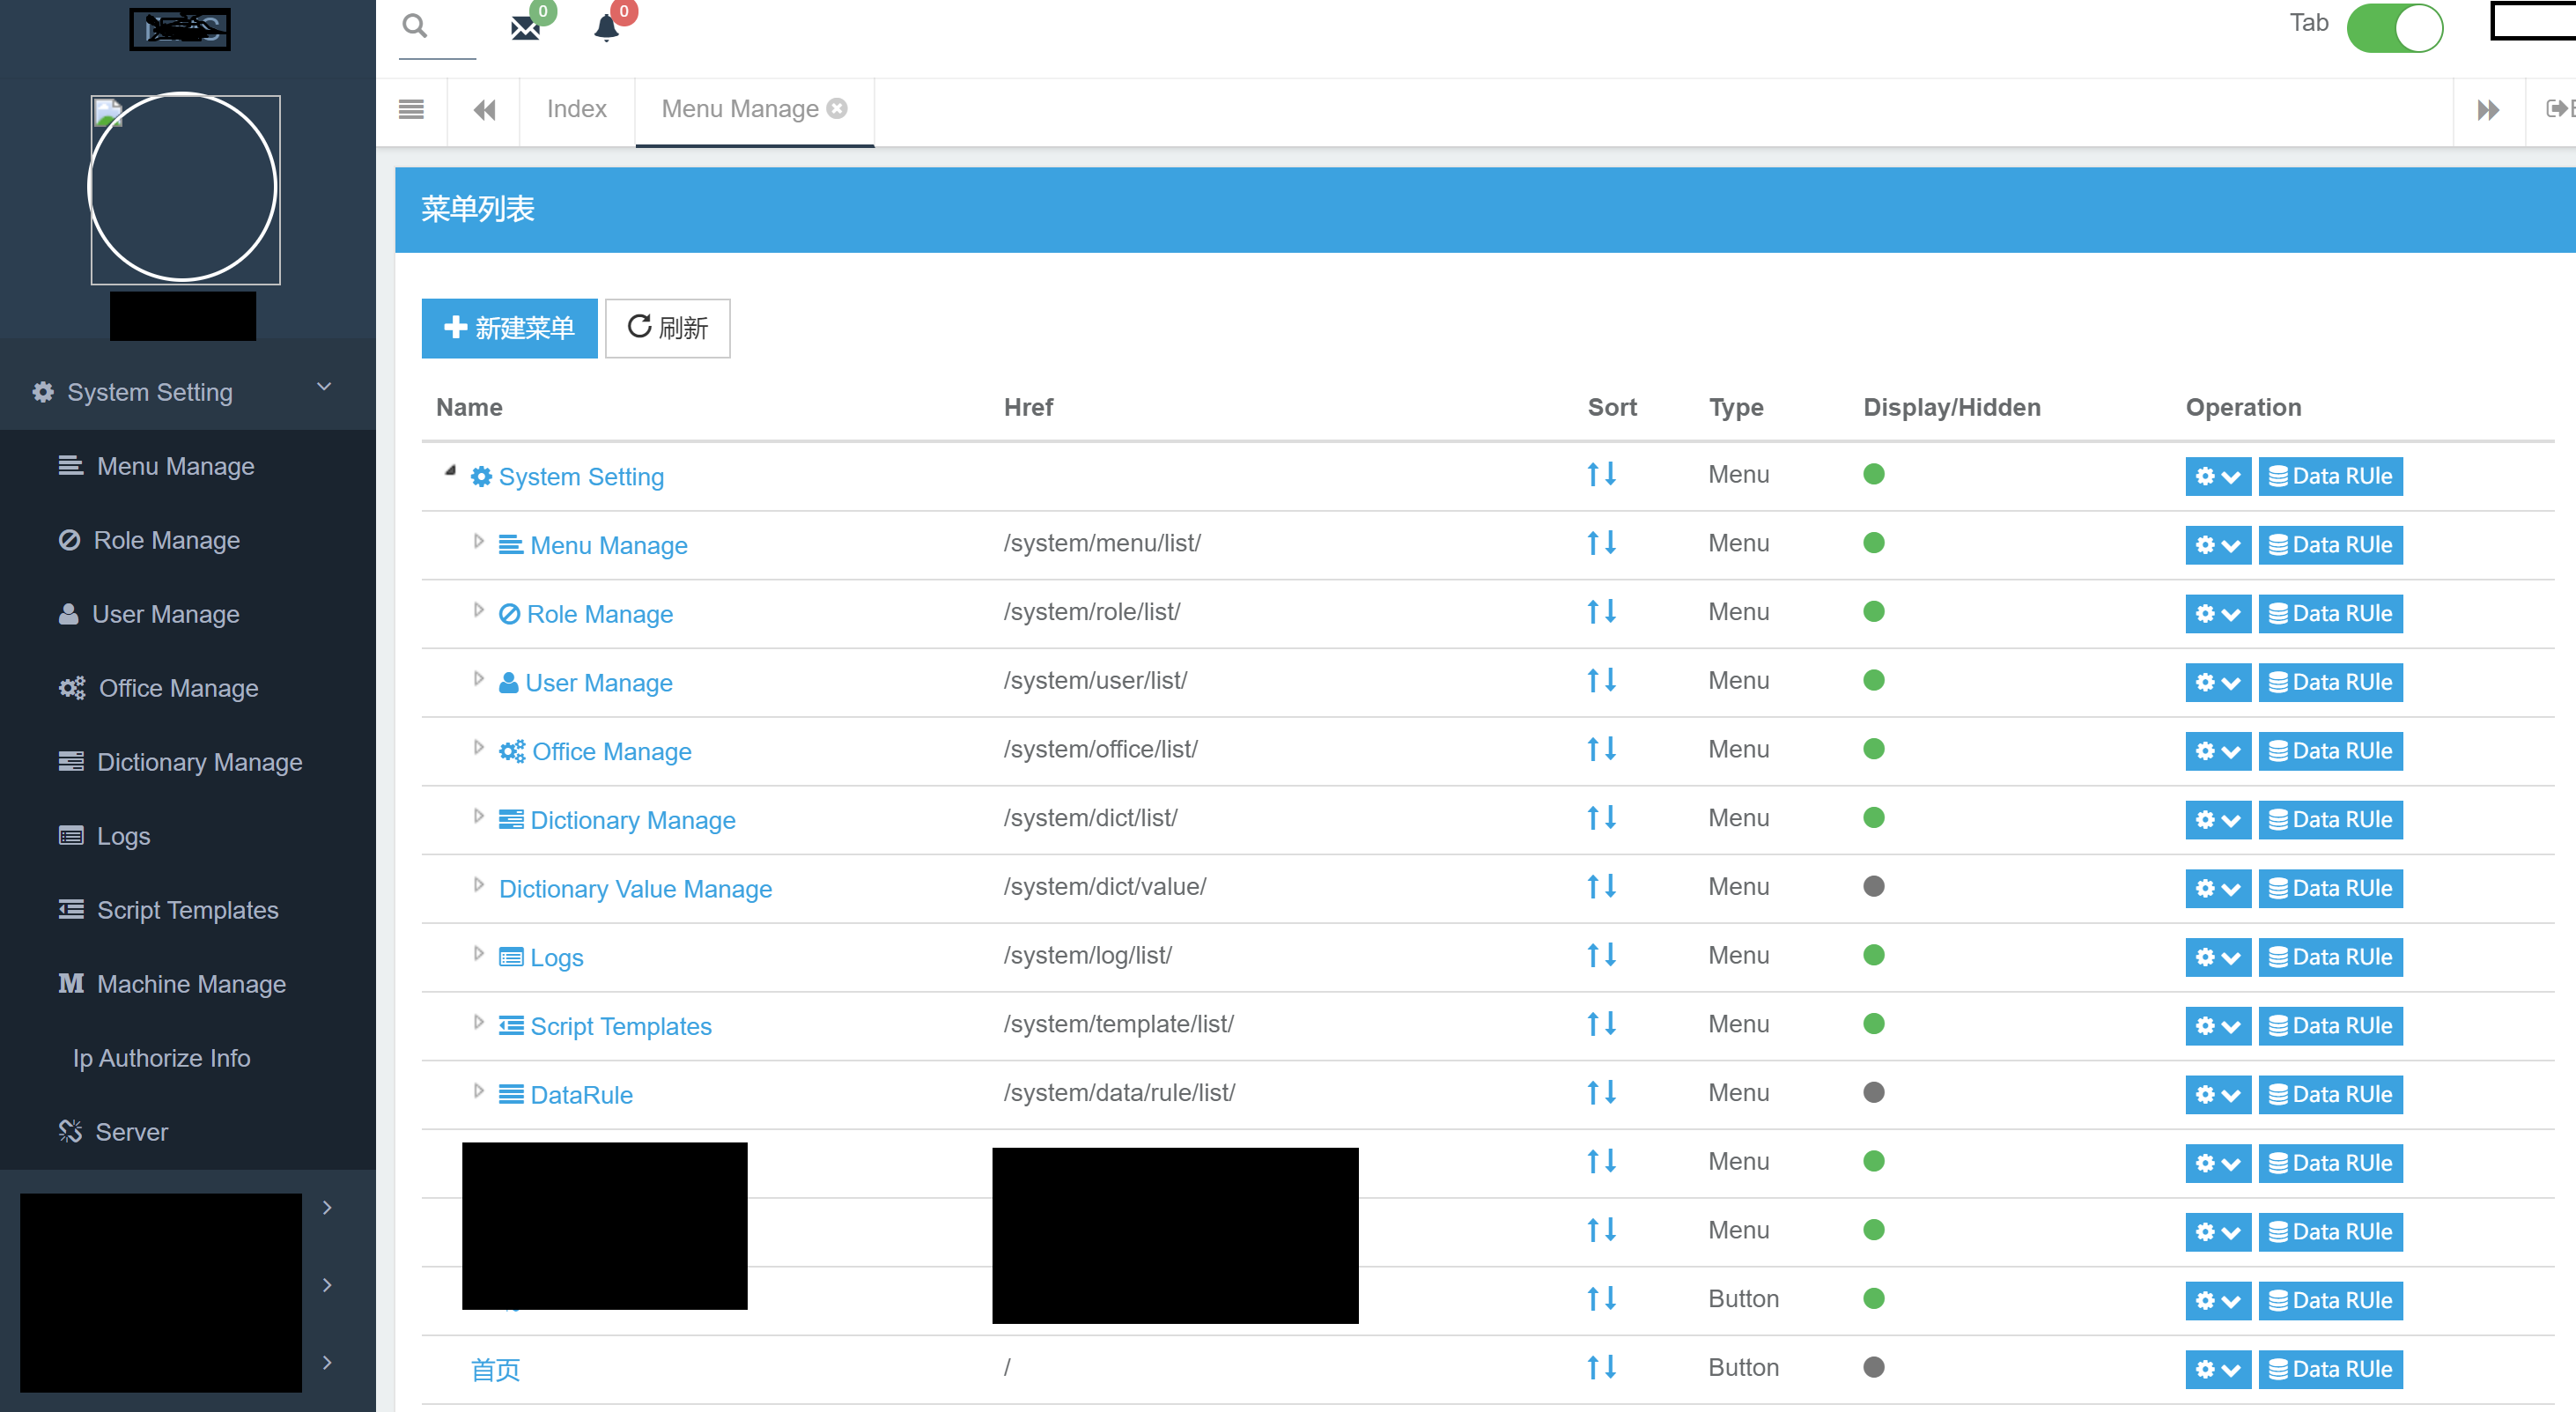 0 0 Tab
Index Menu Manage
菜单列表
新建菜单 刷新
System Setting
Menu Manage
Role Manage
User Manage
Office Manage
Dictionary Manage
Logs
Script Templates
Machine Manage
Ip Authorize Info
Server
Name Href Sort Type Display/Hidden Operation
System Setting Menu Data RUle
Menu Manage /system/menu/list/ Menu Data RUle
Role Manage /system/role/list/ Menu Data RUle
User Manage /system/user/list/ Menu Data RUle
Office Manage /system/office/list/ Menu Data RUle
Dictionary Manage /system/dict/list/ Menu Data RUle
Dictionary Value Manage /system/dict/value/ Menu Data RUle
Logs /system/log/list/ Menu Data RUle
Script Templates /system/template/list/ Menu Data RUle
DataRule /system/data/rule/list/ Menu Data RUle
Menu Data RUle
Menu Data RUle
Button Data RUle
首页 / Button Data RUle